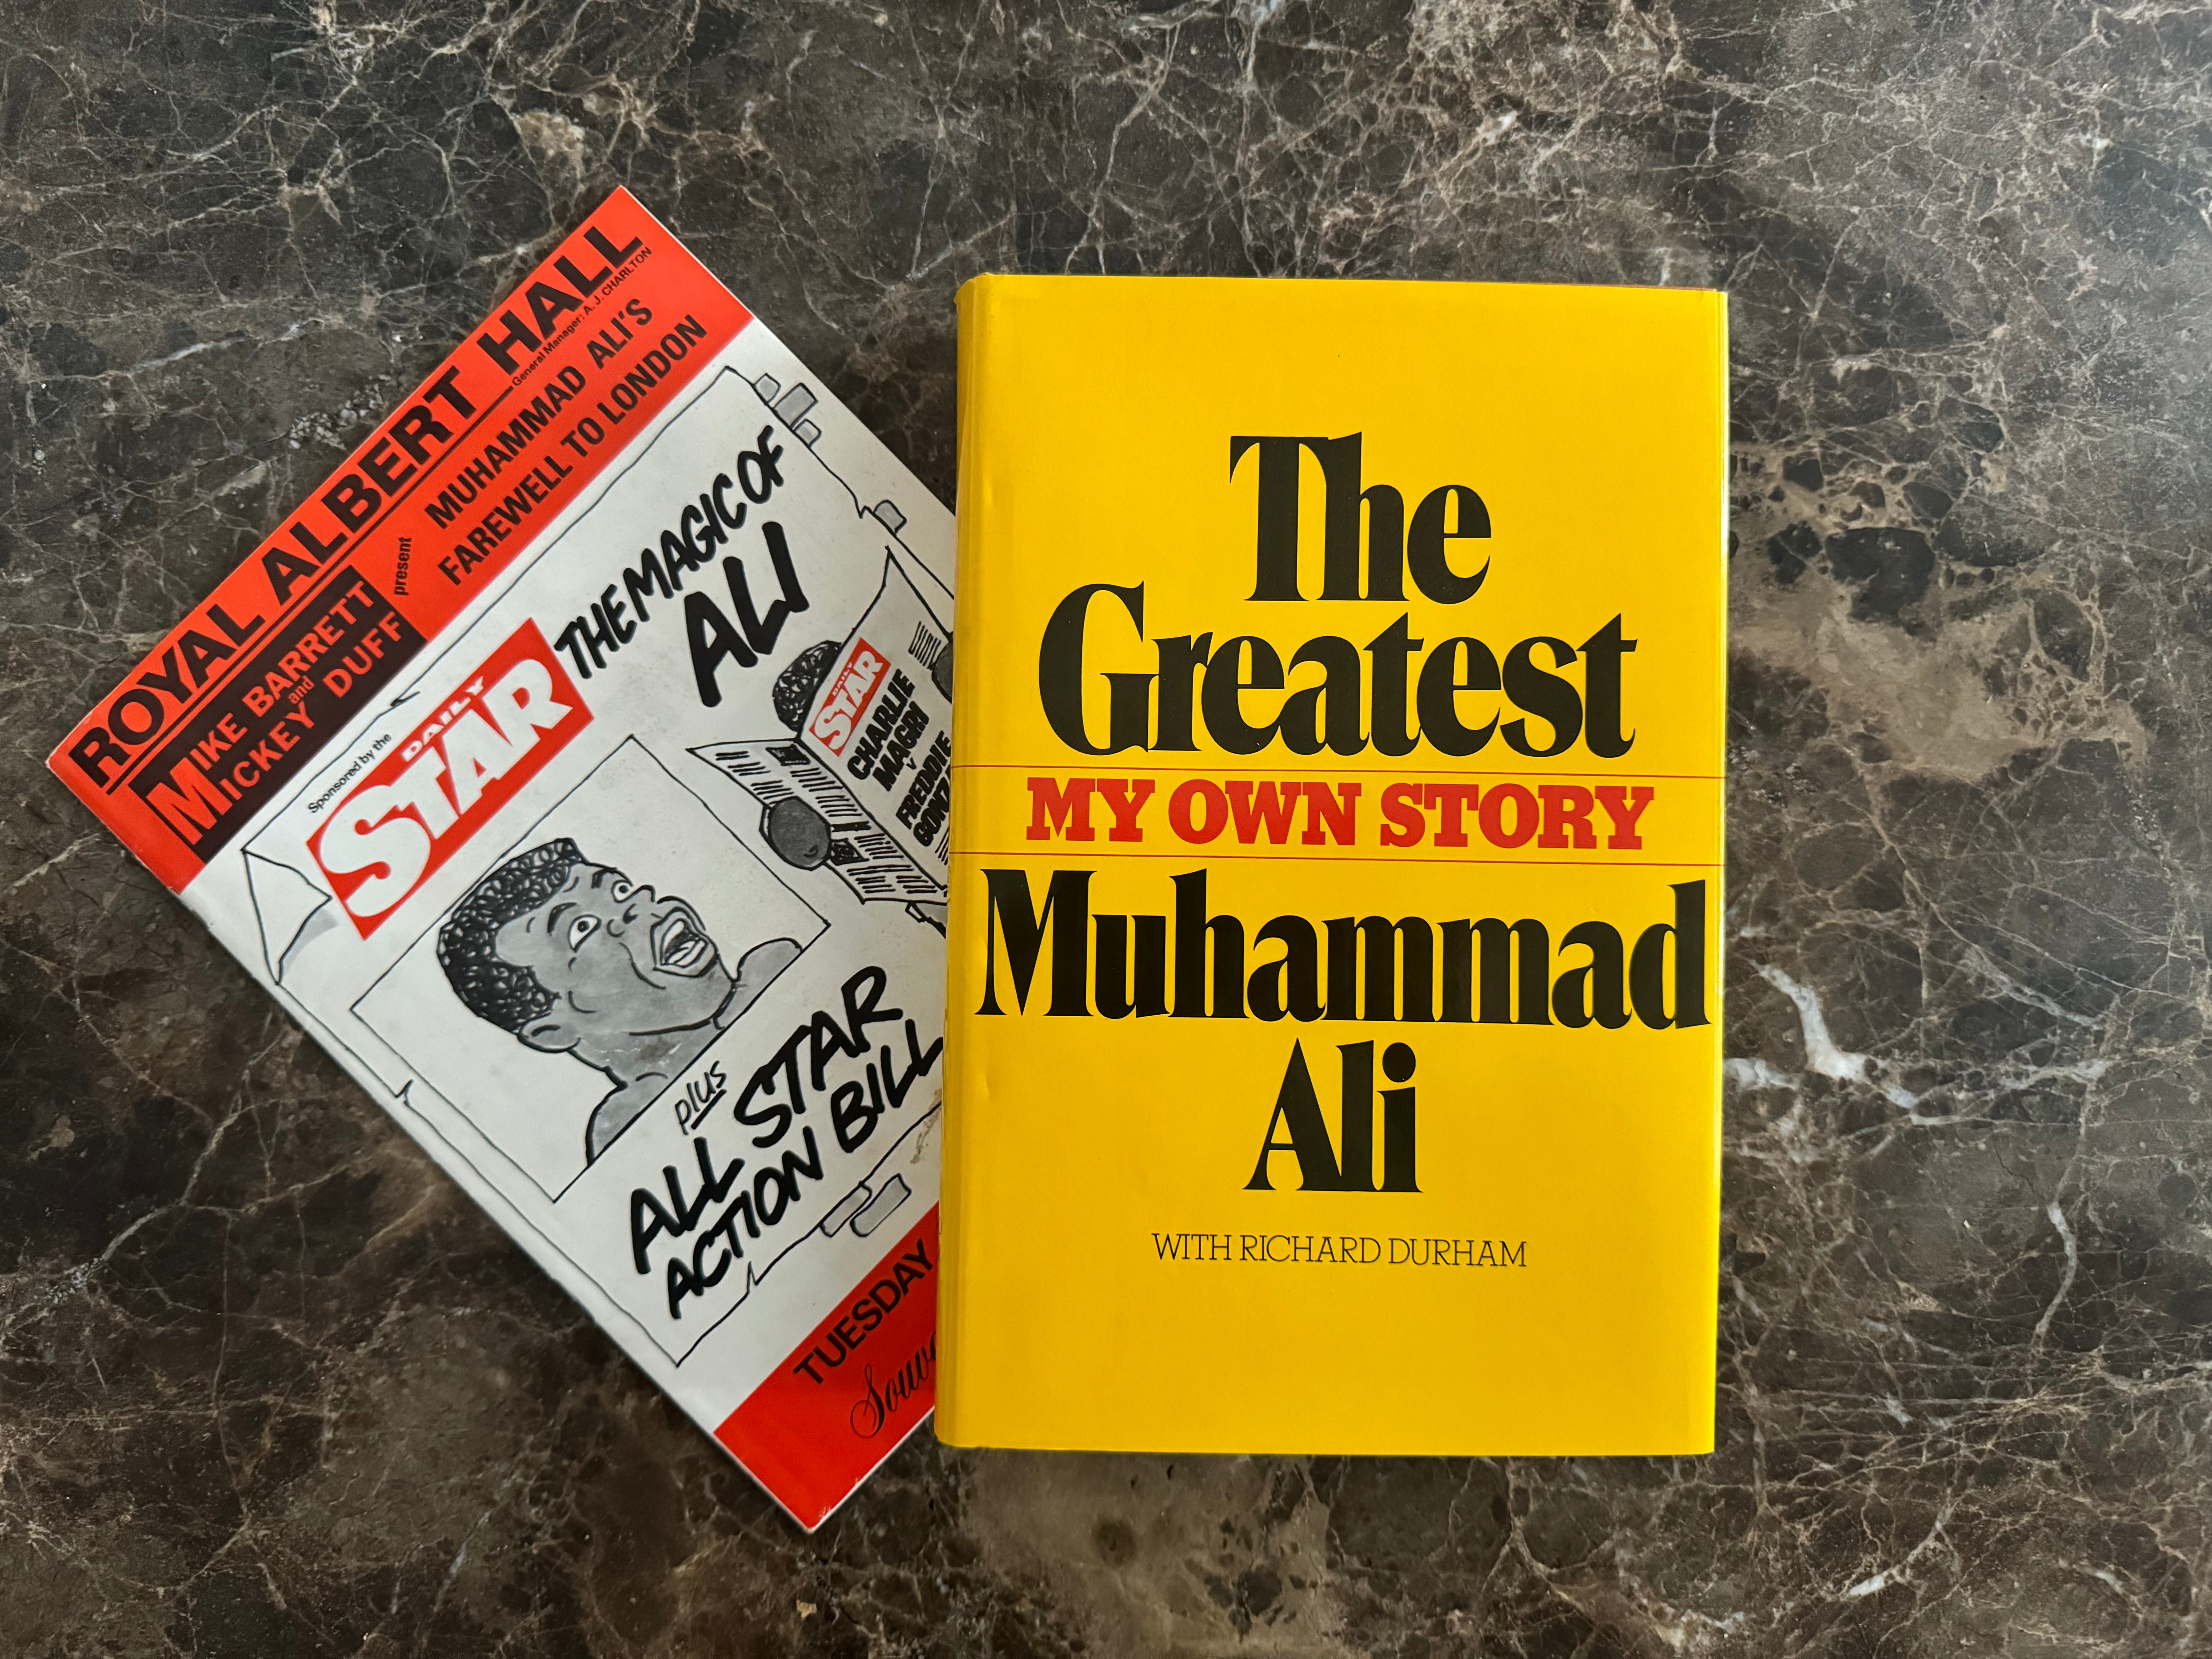 ROYAL ALBERT HALL
General Manager: A. J. CHARLTON
MIKE BARRETT
and
MICKEY DUFF
present
MUHAMMAD ALI'S
FAREWELL TO LONDON
Sponsored by the
DAILY
STAR
THE MAGIC OF
ALI
DAILY
STAR
CHARLIE
MAGRI
V
FREDDIE
plus
ALL STAR
ACTION BILL
TUESDAY
The
Greatest
MY OWN STORY
Muhammad
Ali
WITH RICHARD DURHAM